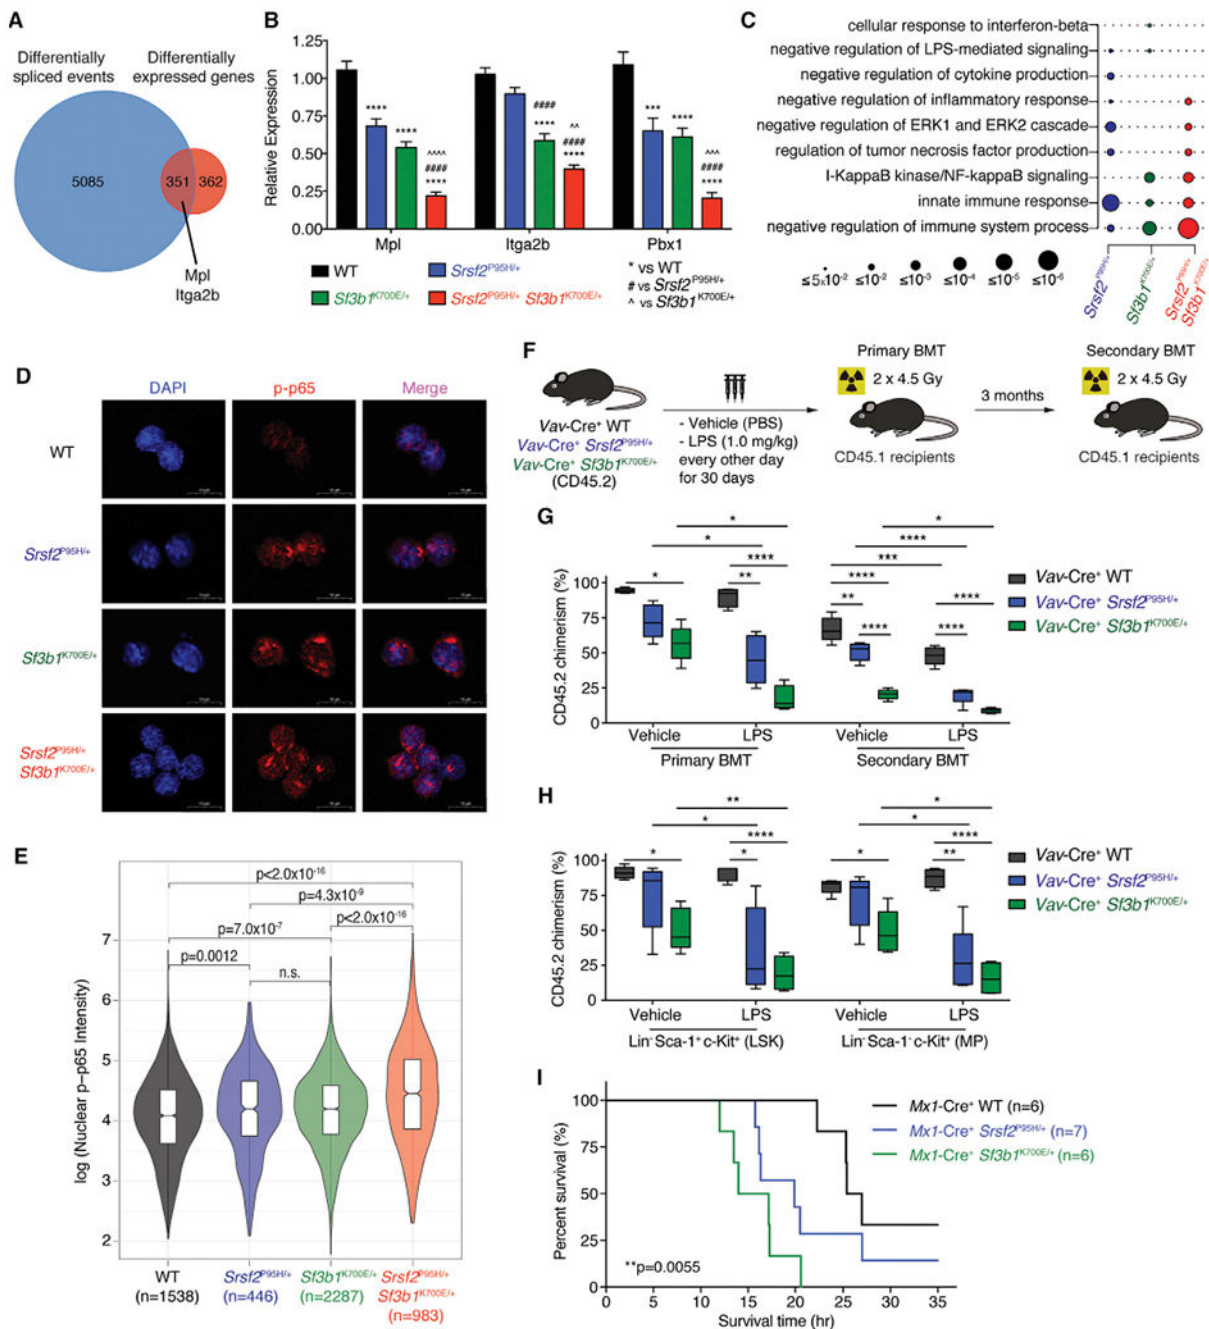 A
Differentially
spliced events
Differentially
expressed genes
5085
351
362
Mpl
Itga2b
B
Relative Expression
1.25
1.00
0.75
0.50
0.25
0
****
****
^^^^
####
****
####
****
^^
####
****
***
****
^^^
####
****
Mpl
Itga2b
Pbx1
WT
Srsf2P95H/+
Sf3b1K700E/+
Srsf2P95H/+ Sf3b1K700E/+
* vs WT
# vs Srsf2P95H/+
^ vs Sf3b1K700E/+
C
cellular response to interferon-beta
negative regulation of LPS-mediated signaling
negative regulation of cytokine production
negative regulation of inflammatory response
negative regulation of ERK1 and ERK2 cascade
regulation of tumor necrosis factor production
I-KappaB kinase/NF-kappaB signaling
innate immune response
negative regulation of immune system process
≤5x10-2
≤10-2
≤10-3
≤10-4
≤10-5
≤10-6
Srsf2P95H/+
Sf3b1K700E/+
Srsf2P95H/+
Sf3b1K700E/+
D
DAPI
p-p65
Merge
WT
Srsf2P95H/+
Sf3b1K700E/+
Srsf2P95H/+
Sf3b1K700E/+
E
log (Nuclear p-p65 Intensity)
7
6
5
4
3
2
p<2.0x10-16
p=4.3x10-9
p=7.0x10-7
p<2.0x10-16
p=0.0012
n.s.
WT
(n=1538)
Srsf2P95H/+
(n=446)
Sf3b1K700E/+
(n=2287)
Srsf2P95H/+
Sf3b1K700E/+
(n=983)
F
Vav-Cre+ WT
Vav-Cre+ Srsf2P95H/+
Vav-Cre+ Sf3b1K700E/+
(CD45.2)
- Vehicle (PBS)
- LPS (1.0 mg/kg)
every other day
for 30 days
Primary BMT
2 x 4.5 Gy
CD45.1 recipients
3 months
Secondary BMT
2 x 4.5 Gy
CD45.1 recipients
G
CD45.2 chimerism (%)
100
75
50
25
0
*
*
****
*
**
*
****
***
****
**
****
****
****
Vehicle
LPS
Vehicle
LPS
Primary BMT
Secondary BMT
Vav-Cre+ WT
Vav-Cre+ Srsf2P95H/+
Vav-Cre+ Sf3b1K700E/+
H
CD45.2 chimerism (%)
100
75
50
25
0
**
*
****
*
*
*
*
****
*
**
Vehicle
LPS
Vehicle
LPS
Lin-Sca-1+c-Kit+ (LSK)
Lin-Sca-1-c-Kit+ (MP)
Vav-Cre+ WT
Vav-Cre+ Srsf2P95H/+
Vav-Cre+ Sf3b1K700E/+
I
Percent survival (%)
100
75
50
25
0
Mx1-Cre+ WT (n=6)
Mx1-Cre+ Srsf2P95H/+ (n=7)
Mx1-Cre+ Sf3b1K700E/+ (n=6)
**p=0.0055
0
5
10
15
20
25
30
35
Survival time (hr)